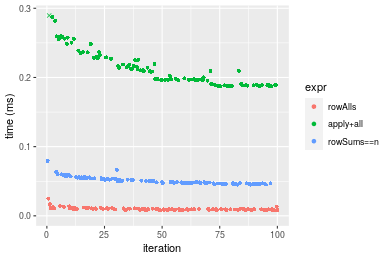 0.3
0.2
0.1
0.0
time (ms)
0
25
50
75
100
iteration
expr
rowAlls
apply+all
rowSums==n